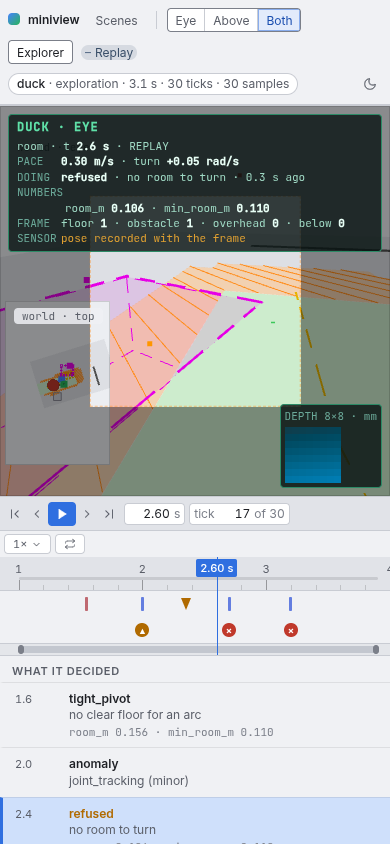 miniview Scenes Eye Above Both
Explorer − Replay
duck · exploration · 3.1 s · 30 ticks · 30 samples
DUCK · EYE
room · t 2.6 s · REPLAY
PACE 0.30 m/s · turn +0.05 rad/s
DOING refused · no room to turn · 0.3 s ago
NUMBERS
room_m 0.106 · min_room_m 0.110
FRAME floor 1 · obstacle 1 · overhead 0 · below 0
SENSOR pose recorded with the frame
world · top
DEPTH 8×8 · mm
2.60 s tick 17 of 30
1×
1 2 2.60 s 3
WHAT IT DECIDED
1.6 tight_pivot
no clear floor for an arc
room_m 0.156 · min_room_m 0.110
2.0 anomaly
joint_tracking (minor)
2.4 refused
no room to turn